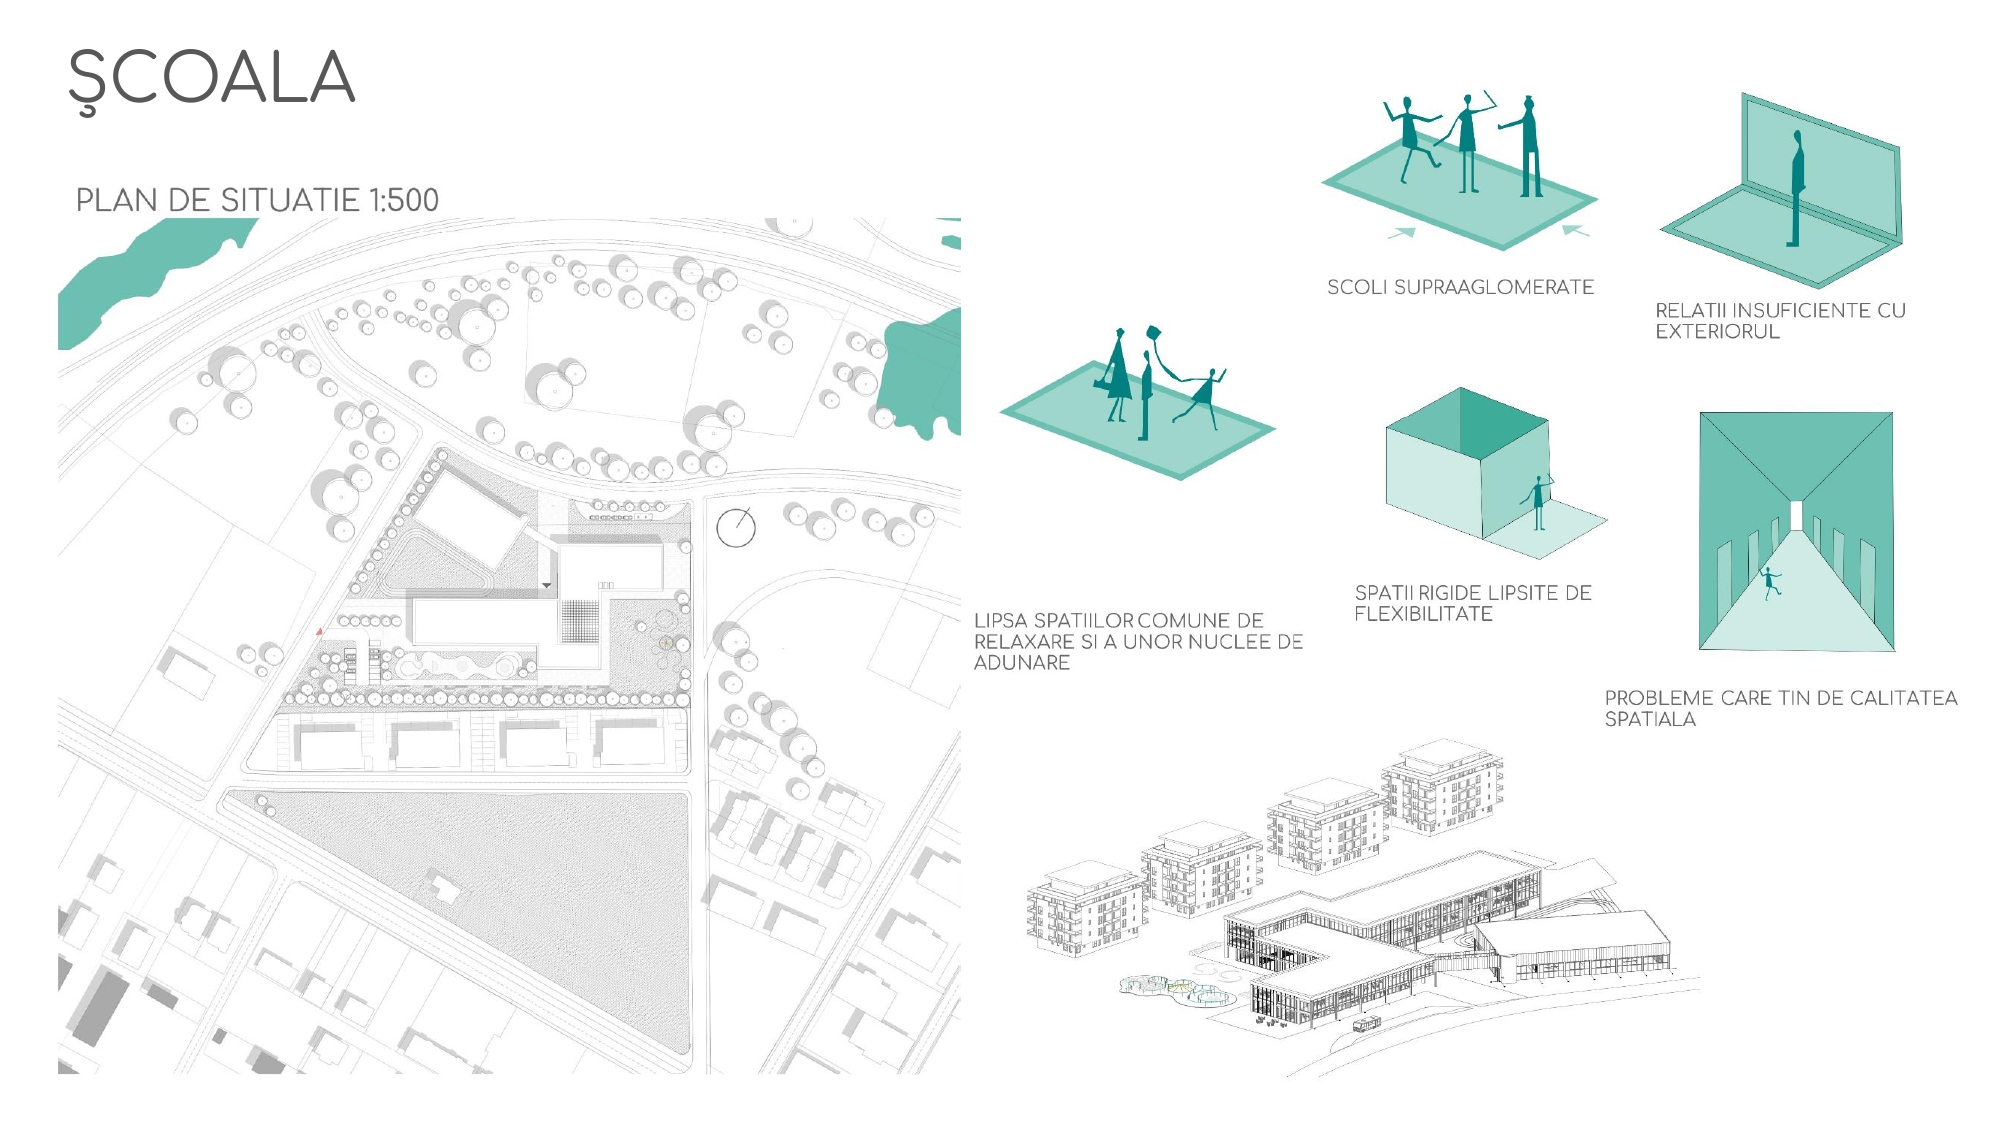 ŞCOALA
PLAN DE SITUATIE 1:500
SCOLI SUPRAAGLOMERATE
RELATII INSUFICIENTE CU
EXTERIORUL
LIPSA SPATIILOR COMUNE DE
RELAXARE SI A UNOR NUCLEE DE
ADUNARE
SPATII RIGIDE LIPSITE DE
FLEXIBILITATE
PROBLEME CARE TIN DE CALITATEA
SPATIALA